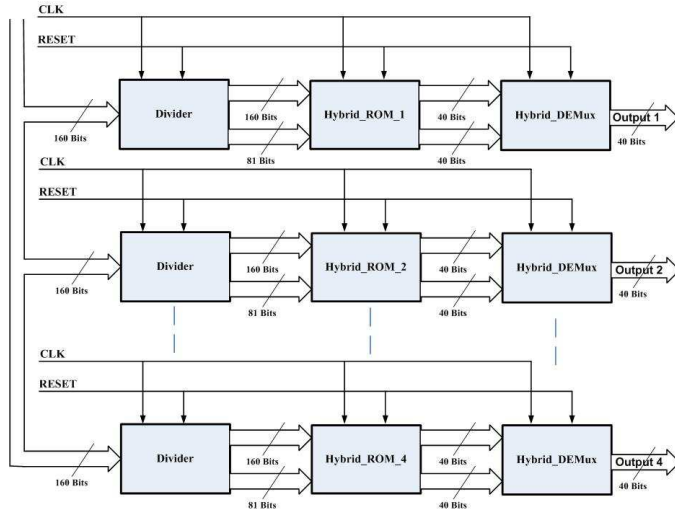 CLK
RESET
Divider
Hybrid_ROM_1
Hybrid_DEMux
Output 1
160 Bits
160 Bits
81 Bits
40 Bits
40 Bits
40 Bits
CLK
RESET
Divider
Hybrid_ROM_2
Hybrid_DEMux
Output 2
160 Bits
160 Bits
81 Bits
40 Bits
40 Bits
40 Bits
CLK
RESET
Divider
Hybrid_ROM_4
Hybrid_DEMux
Output 4
160 Bits
160 Bits
81 Bits
40 Bits
40 Bits
40 Bits